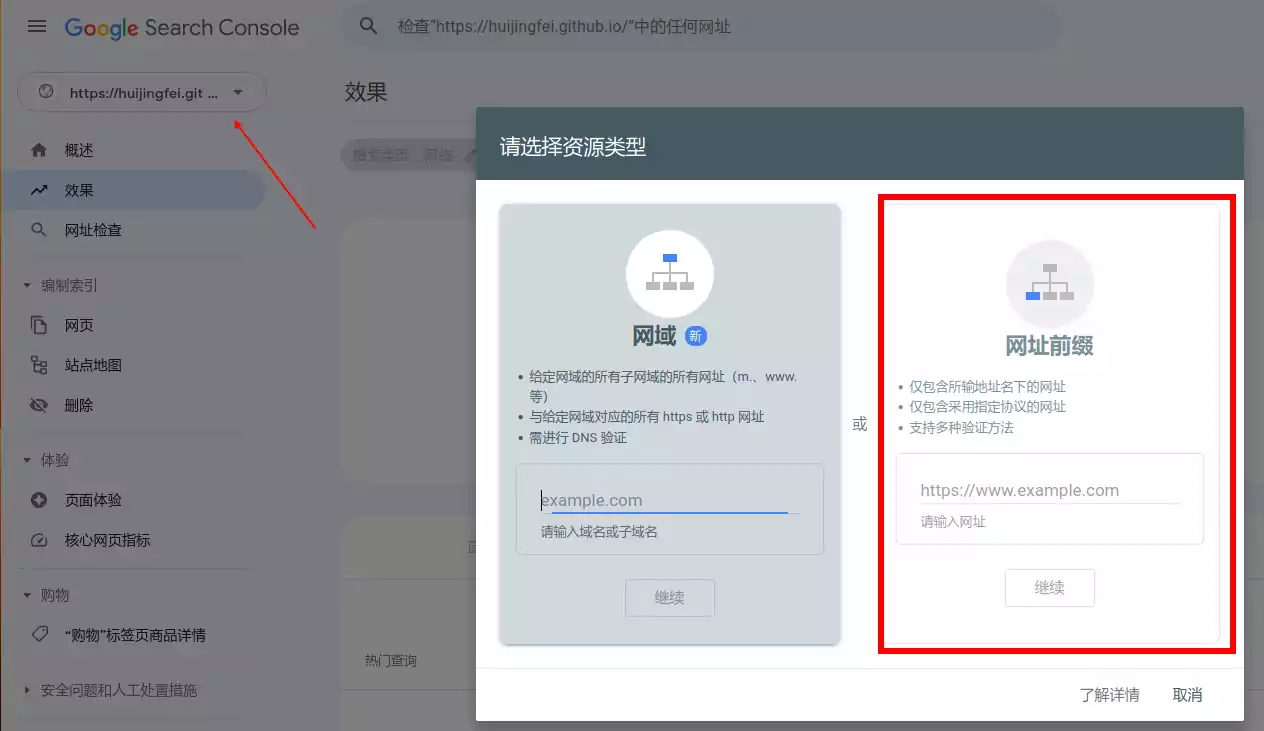 Google Search Console
检查“https://huijingfei.github.io/”中的任何网址
https://huijingfei.git ...
效果
概述
效果
网址检查
编制索引
网页
站点地图
删除
体验
页面体验
核心网页指标
购物
“购物”标签页商品详情
安全问题和人工处置措施
热门查询
请选择资源类型
网域 新
• 给定网域的所有子网域的所有网址（m.、www.
等）
• 与给定网域对应的所有 https 或 http 网址
• 需进行 DNS 验证
example.com
请输入域名或子域名
继续
或
网址前缀
• 仅包含所输地址名下的网址
• 仅包含采用指定协议的网址
• 支持多种验证方法
https://www.example.com
请输入网址
继续
了解详情 取消